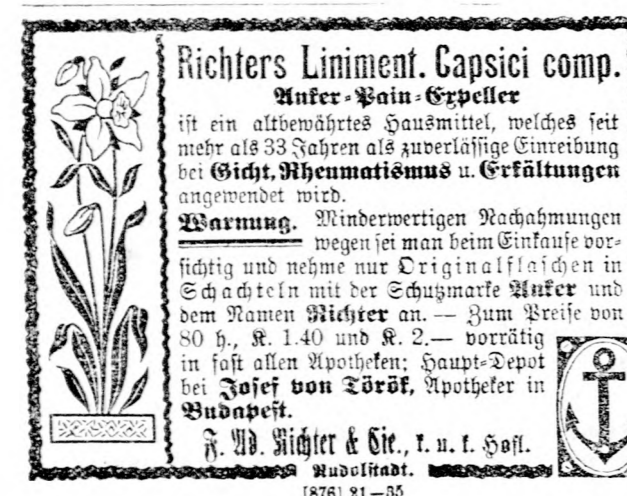 Richters Liniment. Capsici comp.
Anker-Pain-Expeller
ist ein altbewährtes Hausmittel, welches seit
mehr als 33 Jahren als zuverlässige Einreibung
bei Gicht, Rheumatismus u. Erkältungen
angewendet wird.
Warnung. Minderwertigen Nachahmungen
wegen sei man beim Einkaufe vor-
sichtig und nehme nur Originalflaschen in
Schachteln mit der Schutzmarke Anker und
dem Namen Richter an. — Zum Preise von
80 h., K. 1.40 und K. 2.— vorrätig
in fast allen Apotheken; Haupt-Depot
bei Josef von Török, Apotheker in
Budapest.
F. Ad. Richter & Cie., k. u. k. Hofl.
Rudolstadt.
[876] 21—35